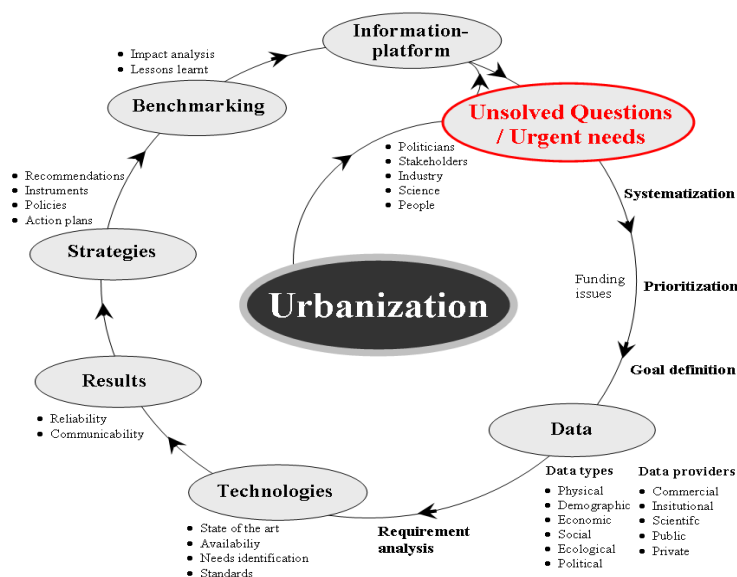 Information-
platform
Impact analysis
Lessons learnt
Benchmarking
Unsolved Questions
/ Urgent needs
Politicians
Stakeholders
Industry
Science
People
Recommendations
Instruments
Policies
Action plans
Systematization
Strategies
Urbanization
Funding
issues
Prioritization
Goal definition
Results
Reliability
Communicability
Data
Data types
Physical
Demographic
Economic
Social
Ecological
Political
Data providers
Commercial
Insitutional
Scientifc
Public
Private
Technologies
Requirement
analysis
State of the art
Availabiliy
Needs identification
Standards